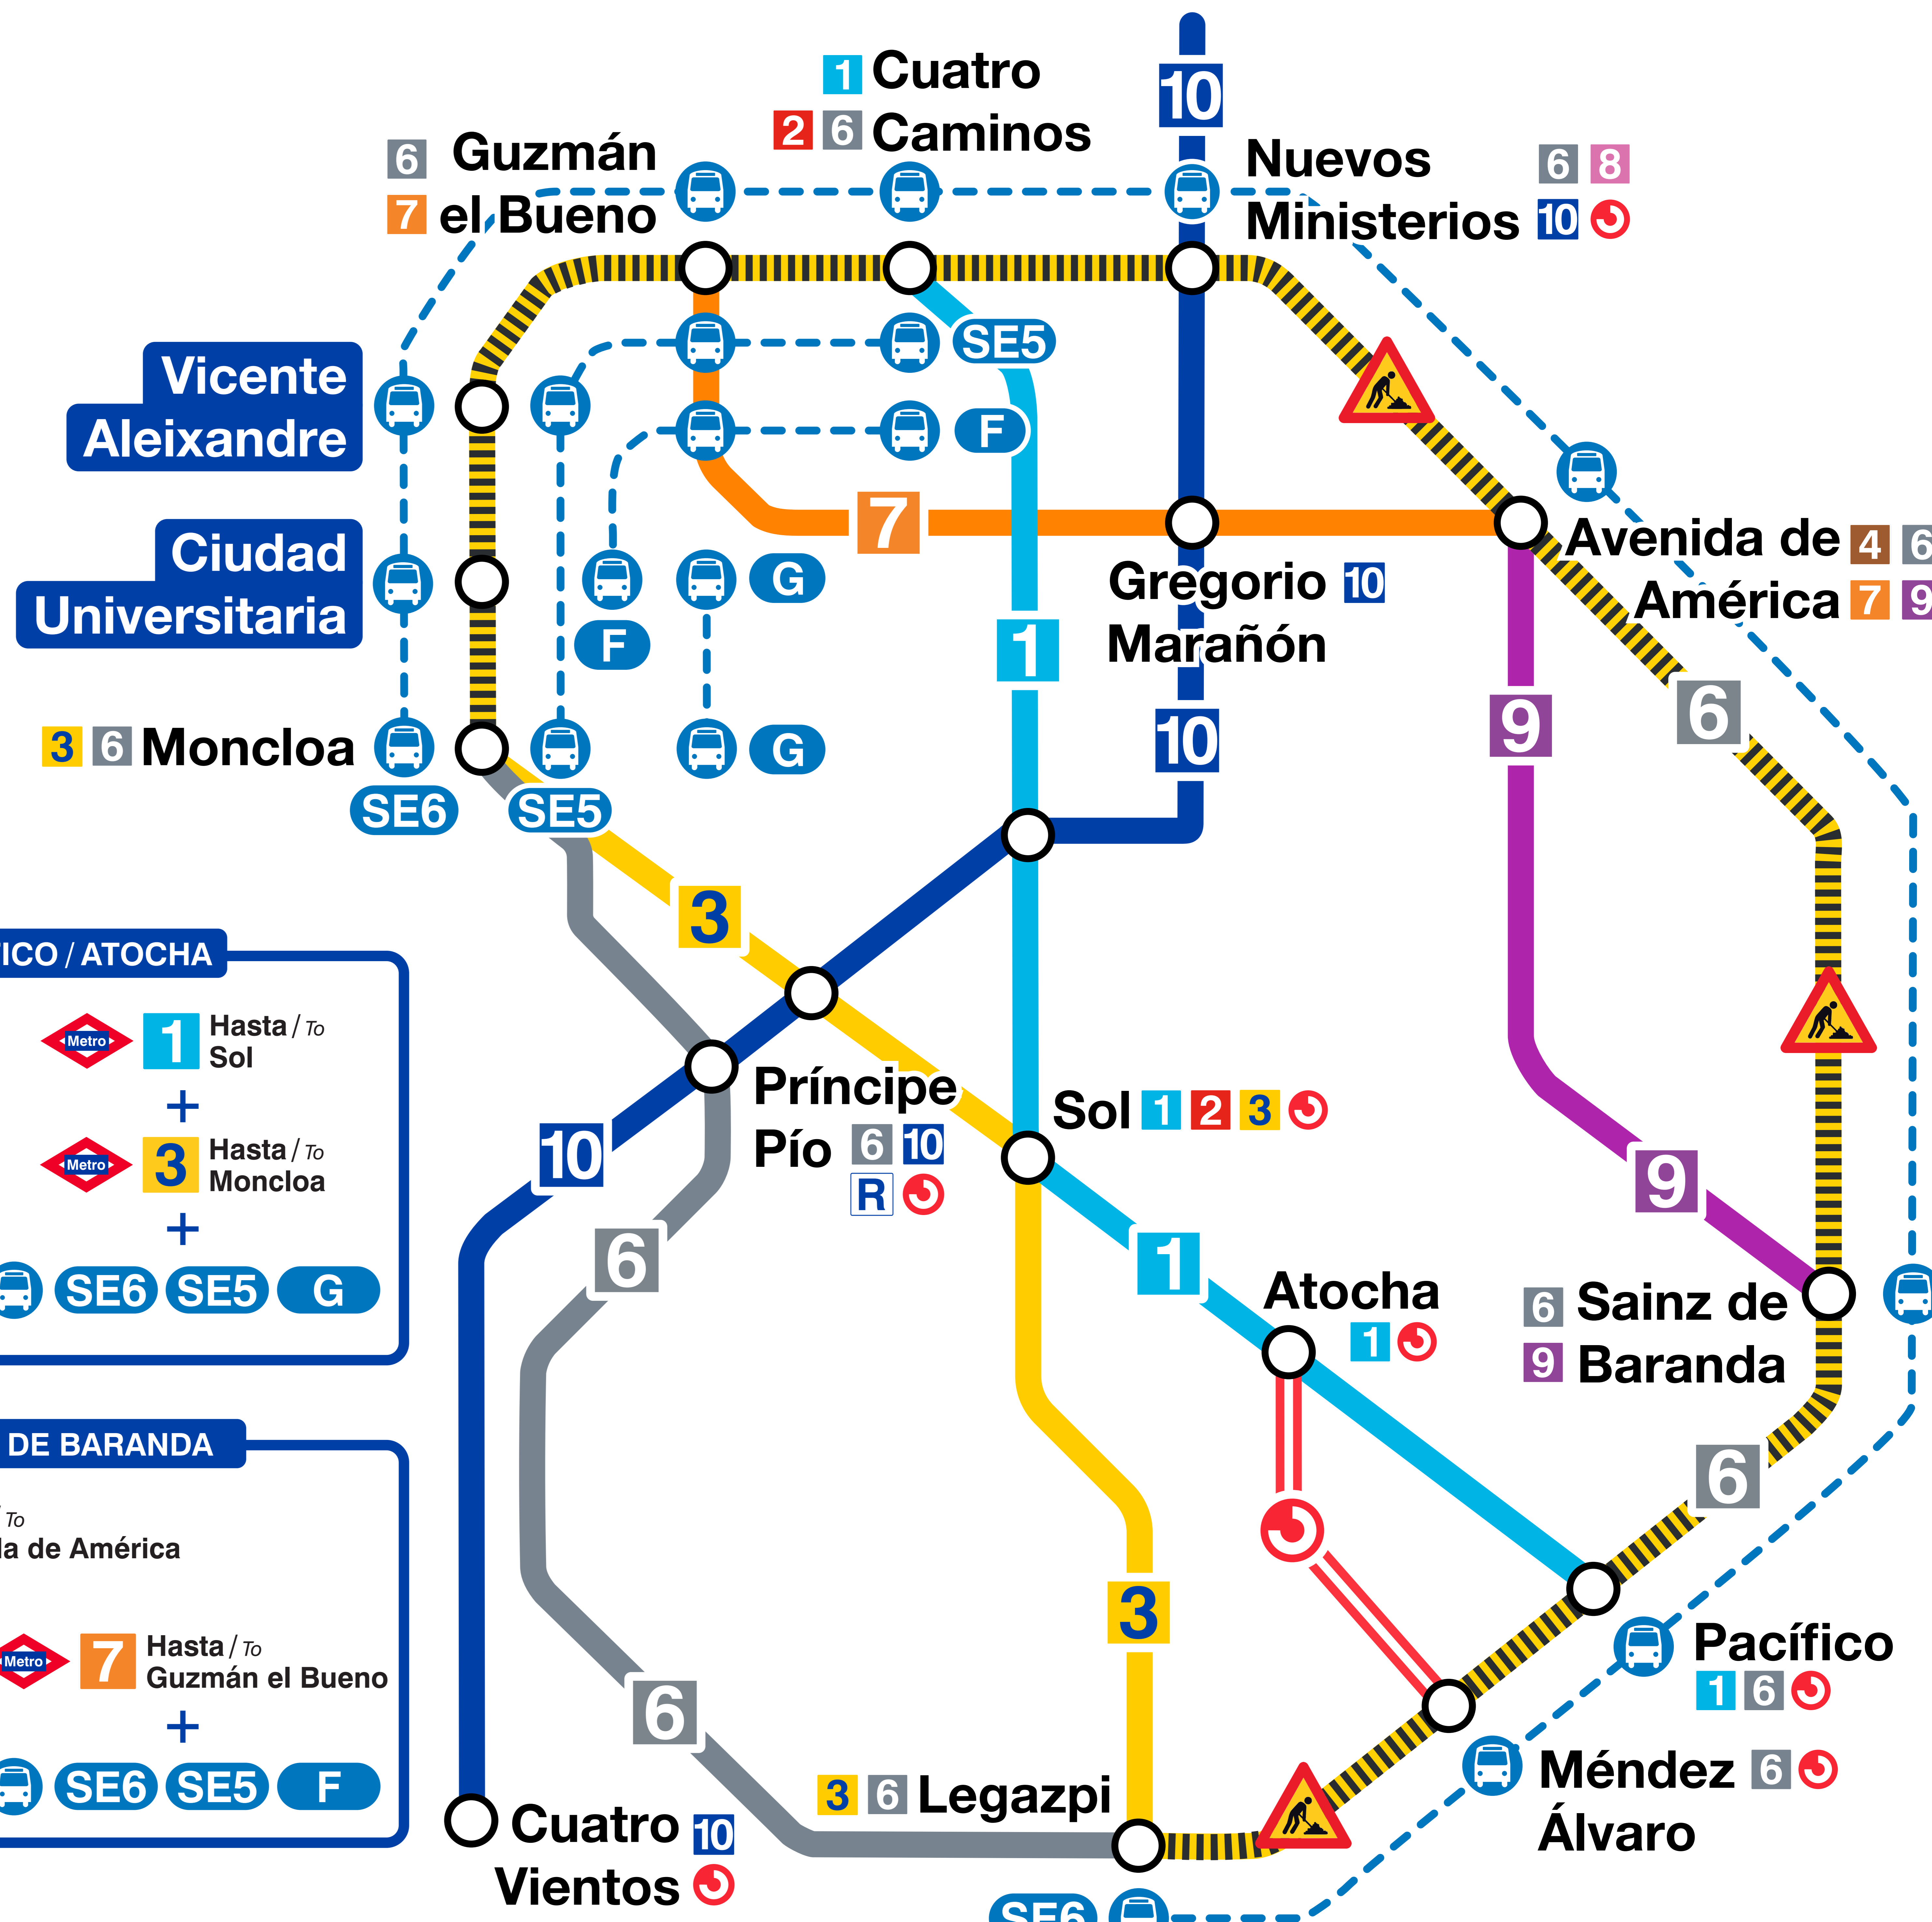 10
1 Cuatro
2 6 Caminos
6 Guzmán
7 el Bueno
Nuevos 6 8
Ministerios 10
SE5
F
Vicente
Aleixandre
7
Ciudad
Universitaria
G
F
Gregorio 10
Marañón
Avenida de 4 6
América 7 9
1
10
9
6
3 6 Moncloa
G
SE6
SE5
3
ICO / ATOCHA
Metro 1 Hasta / To
Sol
+
Metro 3 Hasta / To
Moncloa
+
SE6 SE5 G
Príncipe
Pío 6 10
R
Sol 1 2 3
10
6
9
1
Atocha
1
6 Sainz de
9 Baranda
DE BARANDA
To
a de América
Metro 7 Hasta / To
Guzmán el Bueno
+
SE6 SE5 F
6
3
6
Pacífico
1 6
Méndez 6
Álvaro
3 6 Legazpi
Cuatro 10
Vientos
SE6